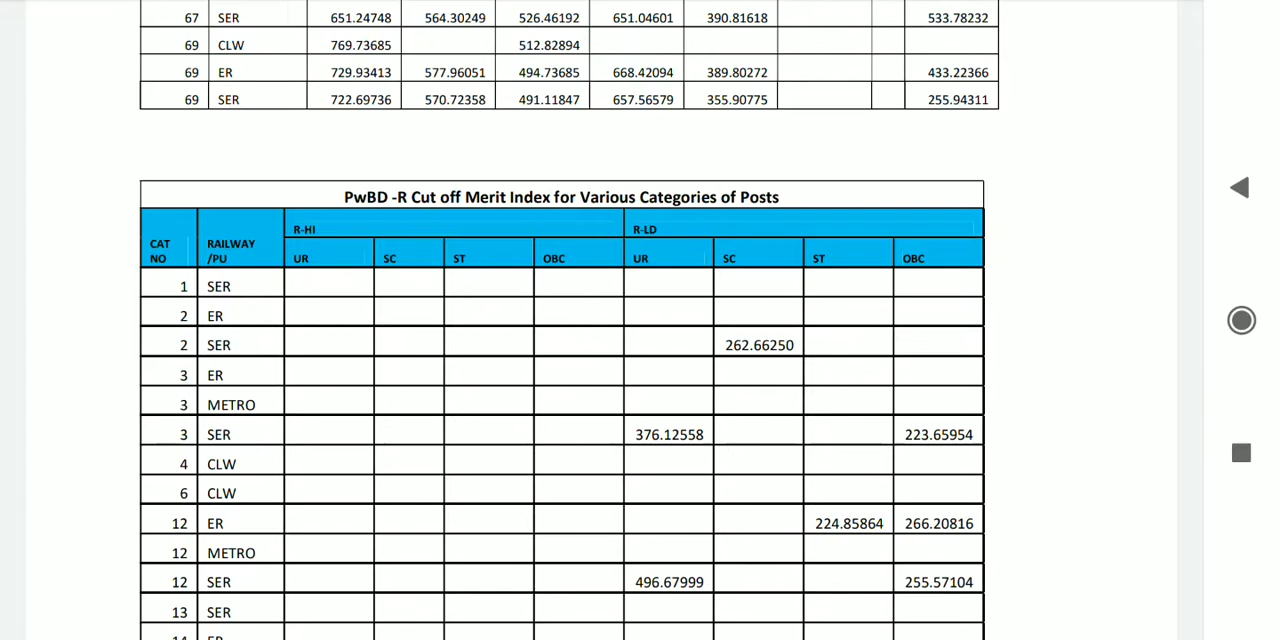 67 SER 651.24748 564.30249 526.46192 651.04601 390.81618 533.78232
69 CLW 769.73685 512.82894
69 ER 729.93413 577.96051 494.73685 668.42094 389.80272 433.22366
69 SER 722.69736 570.72358 491.11847 657.56579 355.90775 255.94311
PwBD -R Cut off Merit Index for Various Categories of Posts
R-HI R-LD
CAT RAILWAY
NO /PU UR SC ST OBC UR SC ST OBC
1 SER
2 ER
2 SER 262.66250
3 ER
3 METRO
3 SER 376.12558 223.65954
4 CLW
6 CLW
12 ER 224.85864 266.20816
12 METRO
12 SER 496.67999 255.57104
13 SER
14 ER